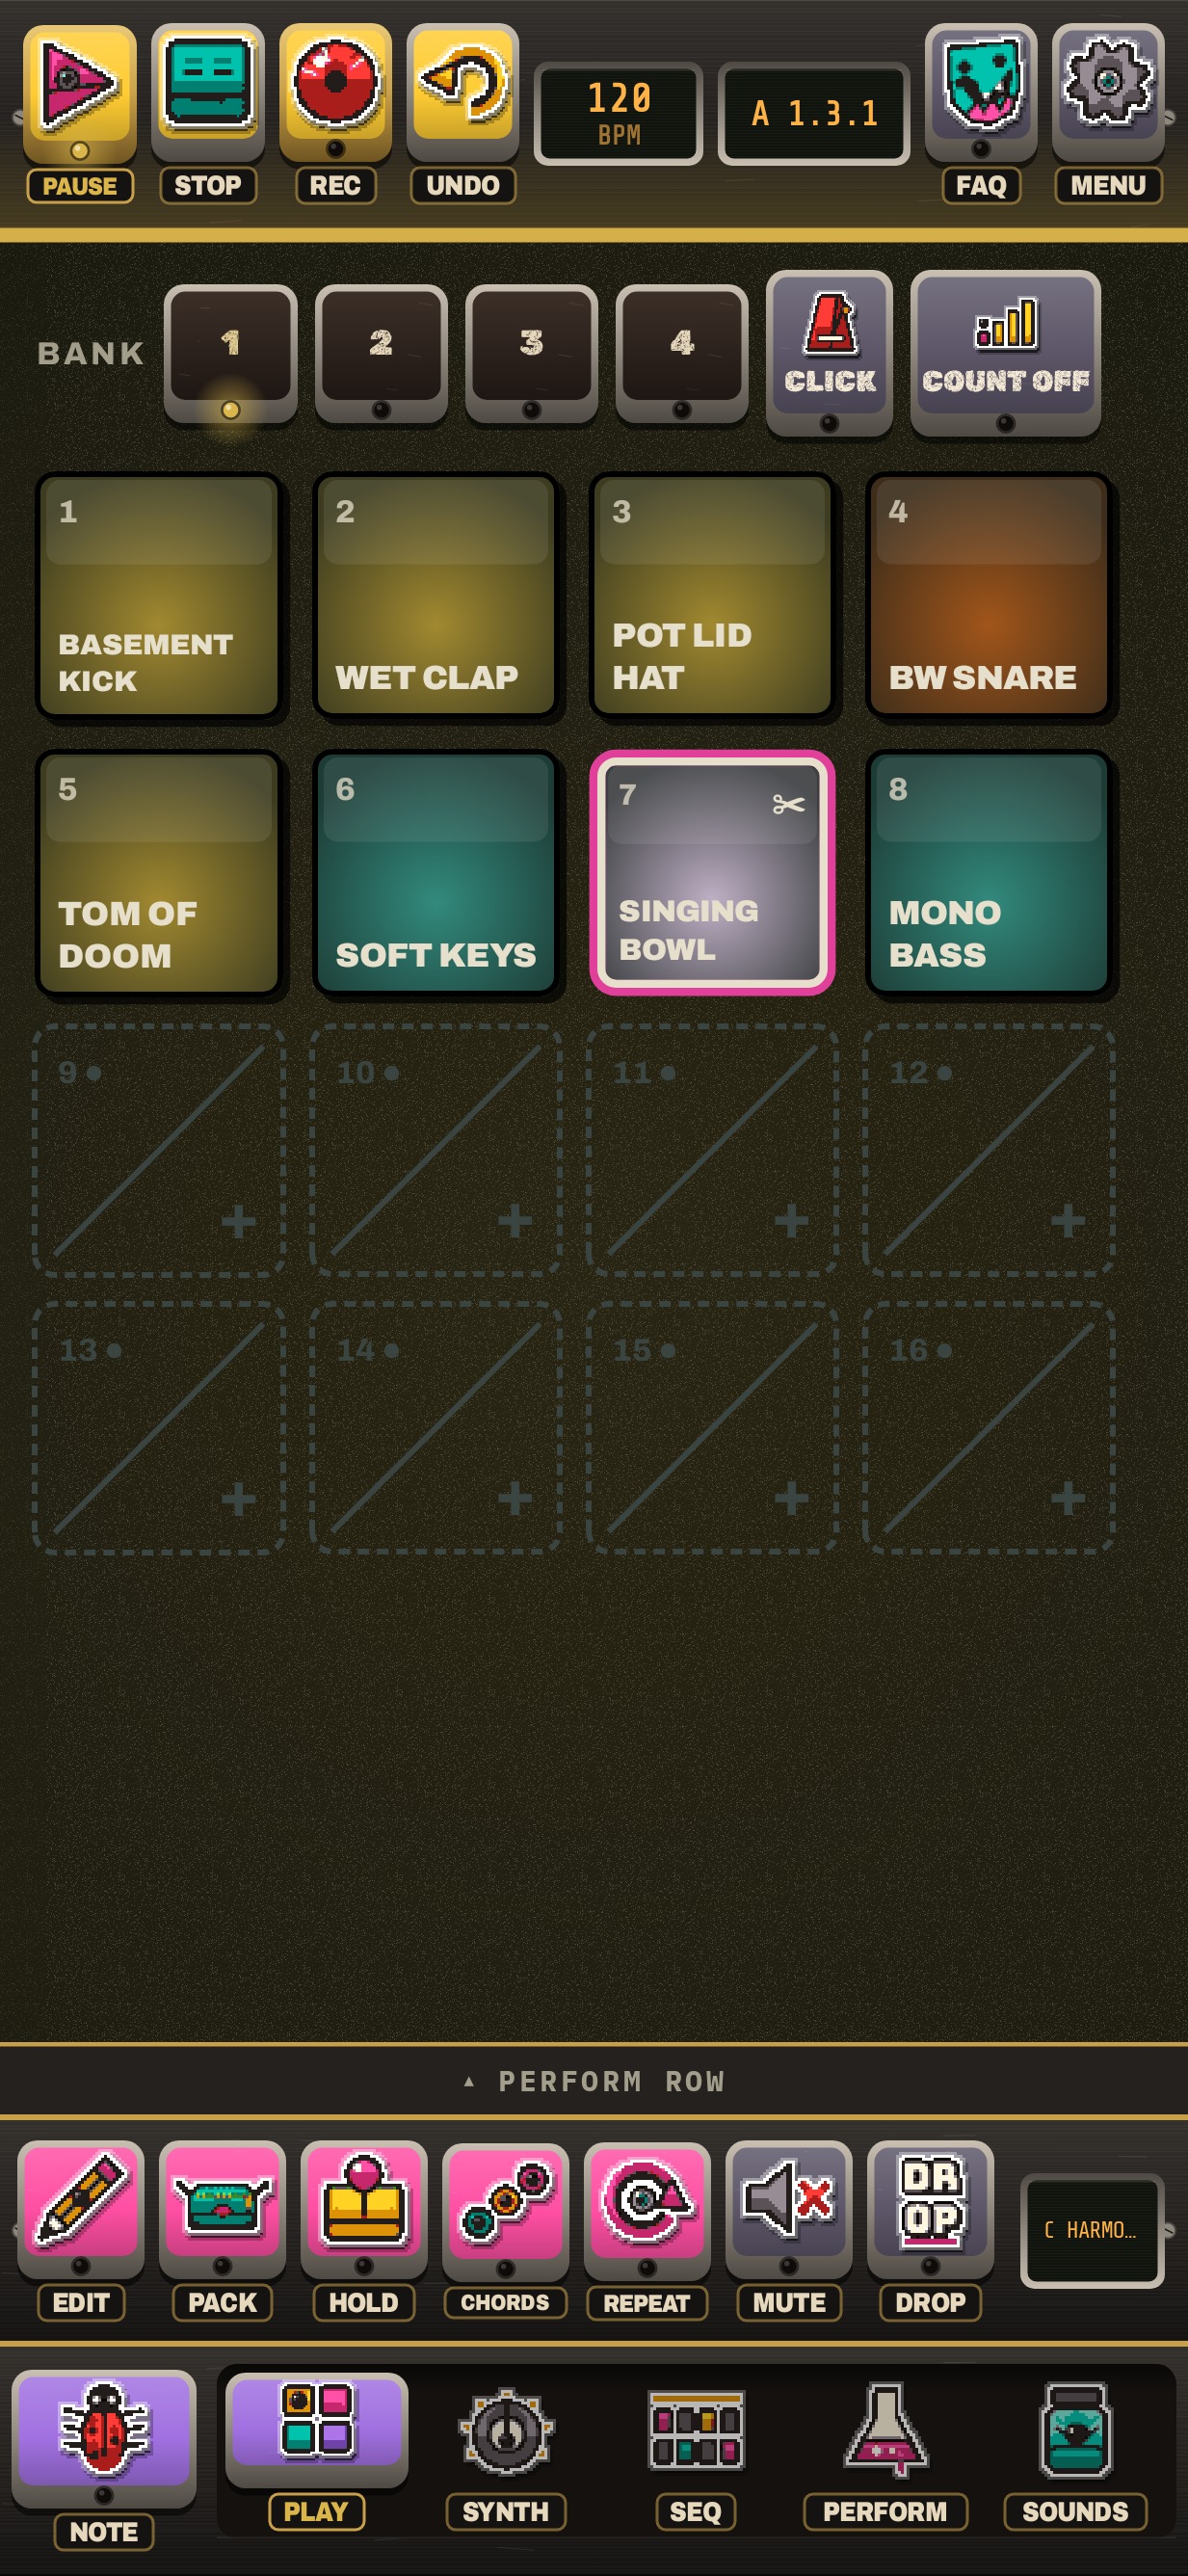 120
BPM
A 1.3.1
PAUSE
STOP
REC
UNDO
FAQ
MENU
BANK
1
2
3
4
CLICK
COUNT OFF
1
BASEMENT
KICK
2
WET CLAP
3
POT LID
HAT
4
BW SNARE
5
TOM OF
DOOM
6
SOFT KEYS
7
SINGING
BOWL
8
MONO
BASS
9
10
11
12
13
14
15
16
PERFORM ROW
DR
OP
C HARMO…
EDIT
PACK
HOLD
CHORDS
REPEAT
MUTE
DROP
NOTE
PLAY
SYNTH
SEQ
PERFORM
SOUNDS